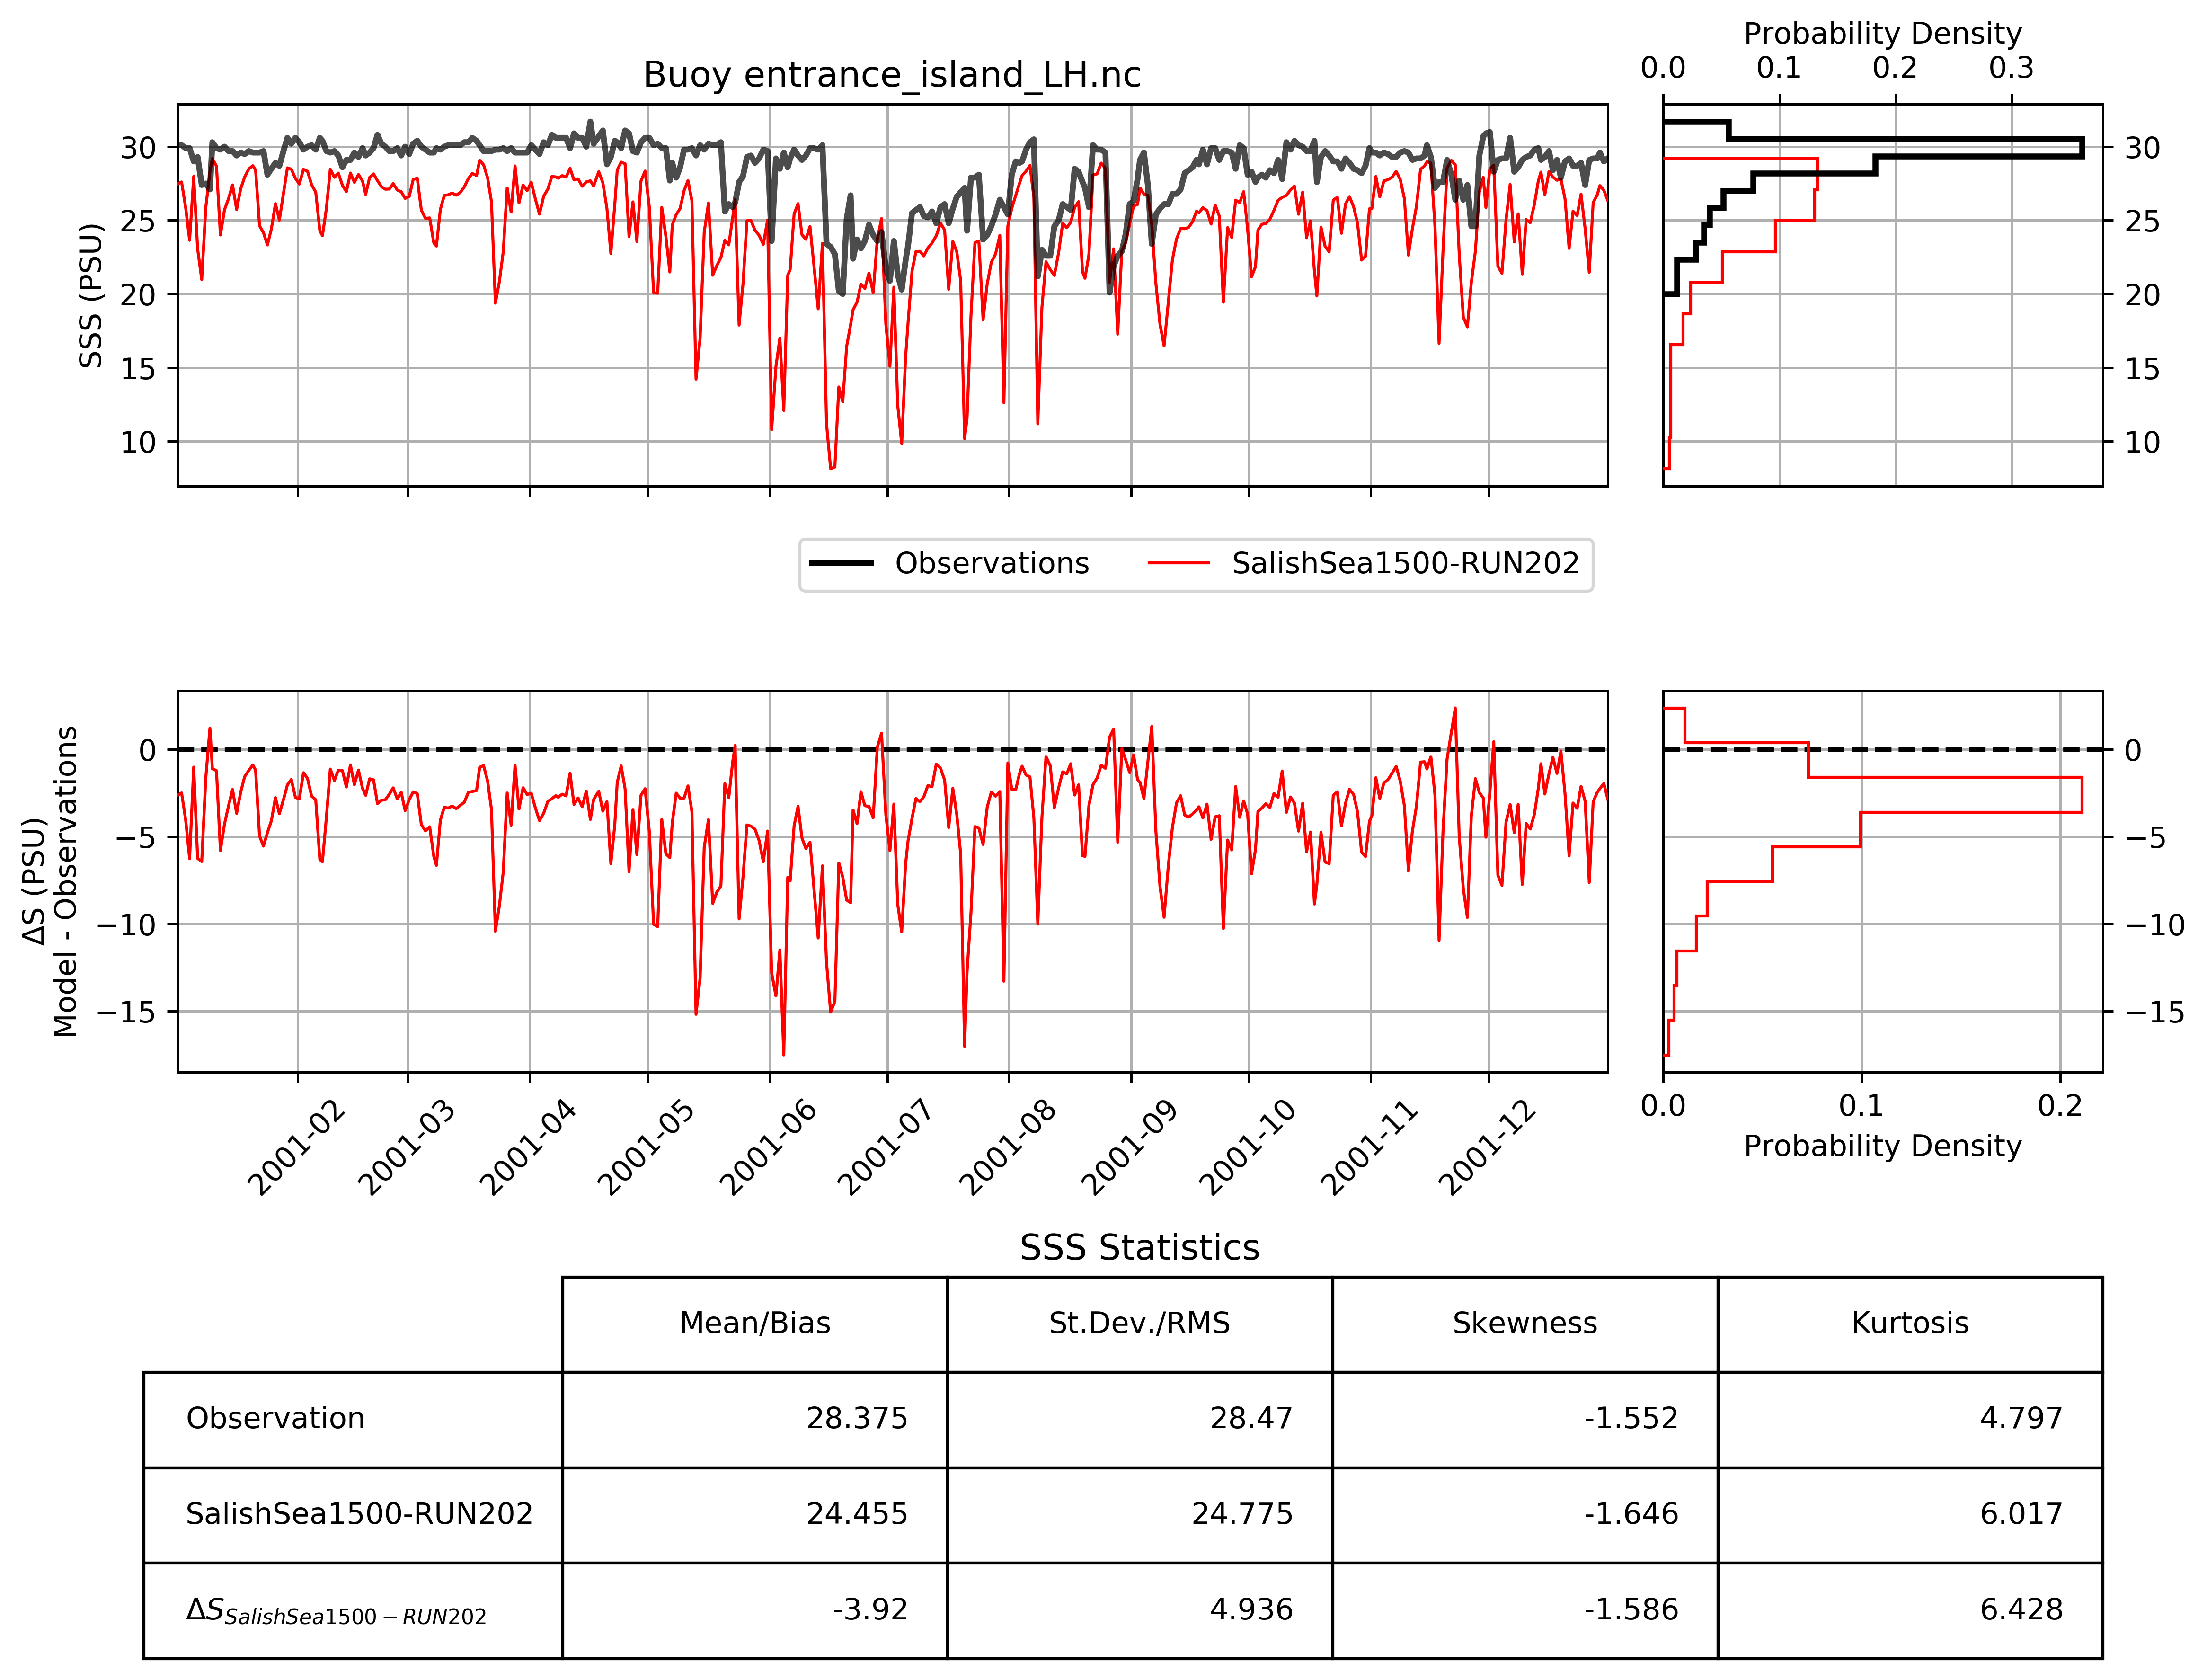 Probability Density
0.0 0.1 0.2 0.3
Buoy entrance_island_LH.nc
SSS (PSU)
30
25
20
15
10
30
25
20
15
10
Observations SalishSea1500-RUN202
ΔS (PSU)
Model - Observations
0
−5
−10
−15
0
−5
−10
−15
2001-02 2001-03 2001-04 2001-05 2001-06 2001-07 2001-08 2001-09 2001-10 2001-11 2001-12
0.0 0.1 0.2
Probability Density
SSS Statistics
Mean/Bias St.Dev./RMS Skewness Kurtosis
Observation 28.375 28.47 -1.552 4.797
SalishSea1500-RUN202 24.455 24.775 -1.646 6.017
ΔS SalishSea1500−RUN202 -3.92 4.936 -1.586 6.428